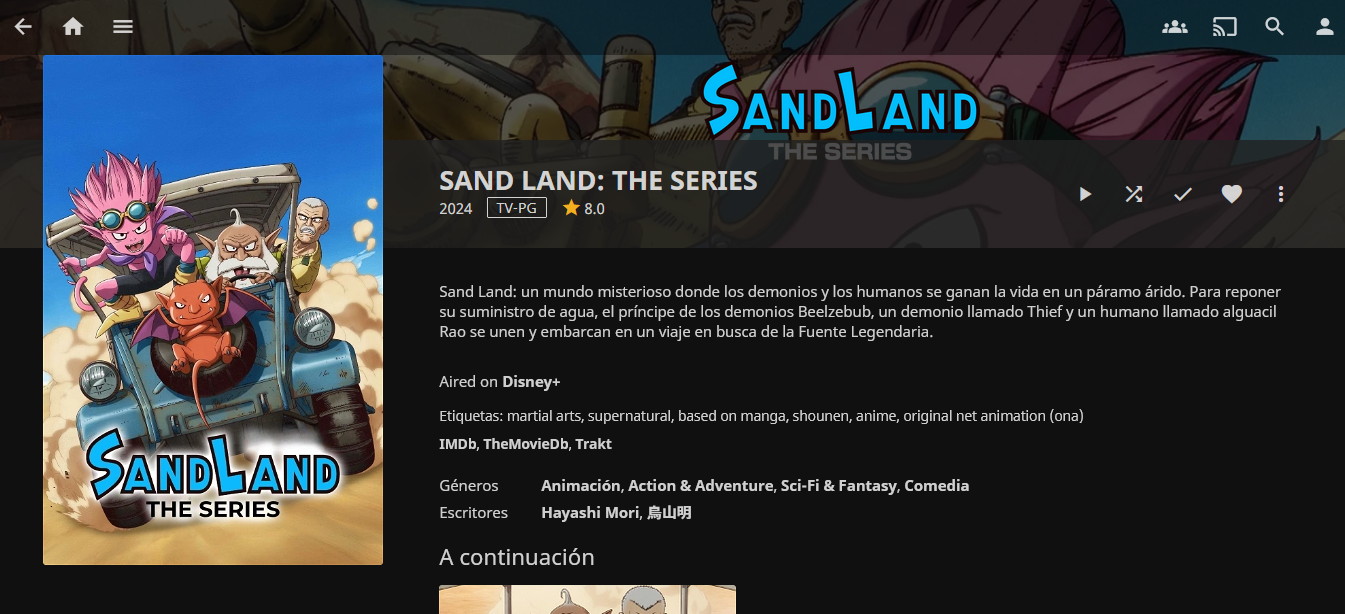 SAND LAND
THE SERIES
SAND LAND: THE SERIES
2024 TV-PG 8.0
Sand Land: un mundo misterioso donde los demonios y los humanos se ganan la vida en un páramo árido. Para reponer
su suministro de agua, el príncipe de los demonios Beelzebub, un demonio llamado Thief y un humano llamado alguacil
Rao se unen y embarcan en un viaje en busca de la Fuente Legendaria.
Aired on Disney+
Etiquetas: martial arts, supernatural, based on manga, shounen, anime, original net animation (ona)
IMDb, TheMovieDb, Trakt
Géneros Animación, Action & Adventure, Sci-Fi & Fantasy, Comedia
Escritores Hayashi Mori, 鳥山明
A continuación
SAND LAND
THE SERIES